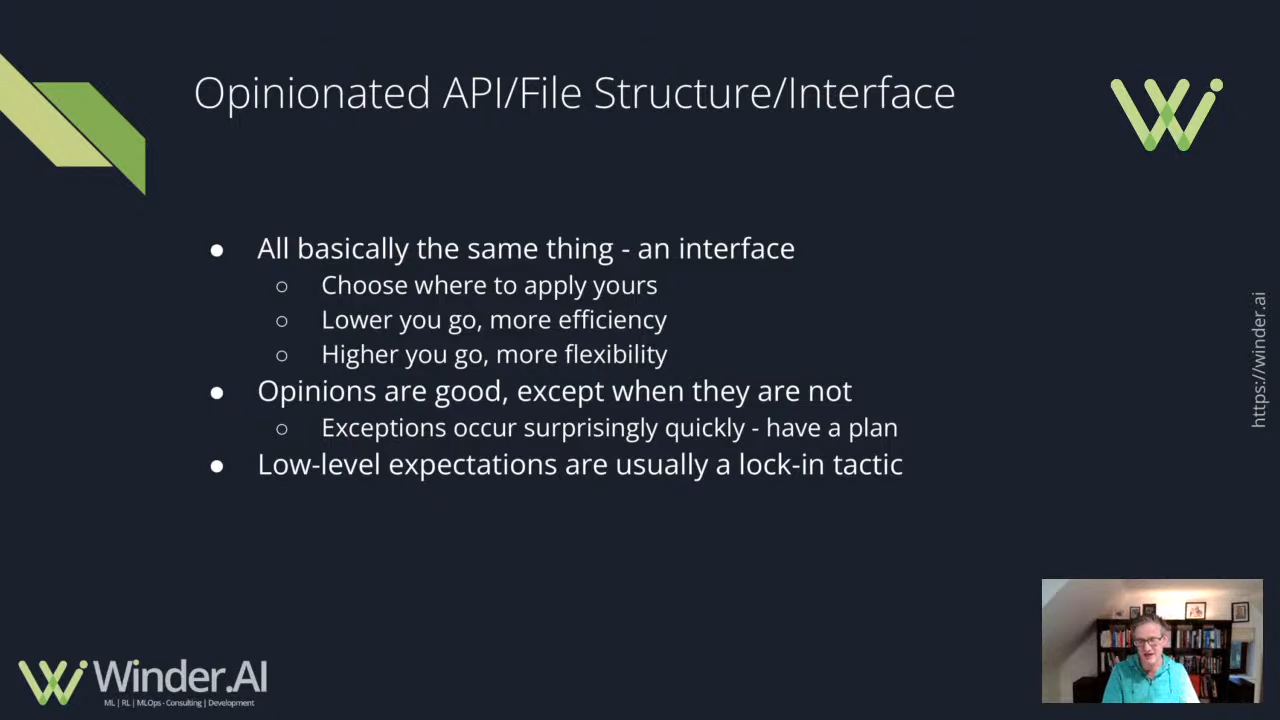 Opinionated API/File Structure/Interface
● All basically the same thing - an interface
○ Choose where to apply yours
○ Lower you go, more efficiency
○ Higher you go, more flexibility
● Opinions are good, except when they are not
○ Exceptions occur surprisingly quickly - have a plan
● Low-level expectations are usually a lock-in tactic
https://winder.ai
Winder.AI
ML | RL | MLOps - Consulting | Development